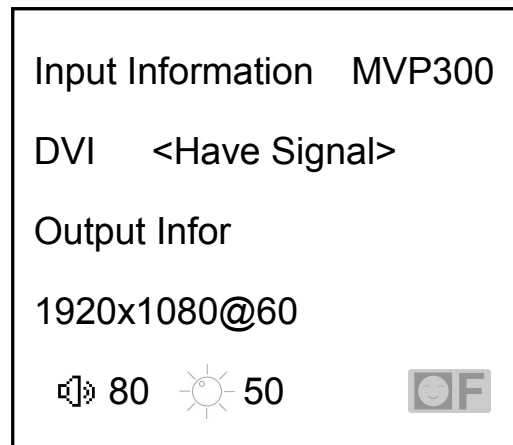 Input Information MVP300
DVI <Have Signal>
Output Infor
1920x1080@60
80 50 F